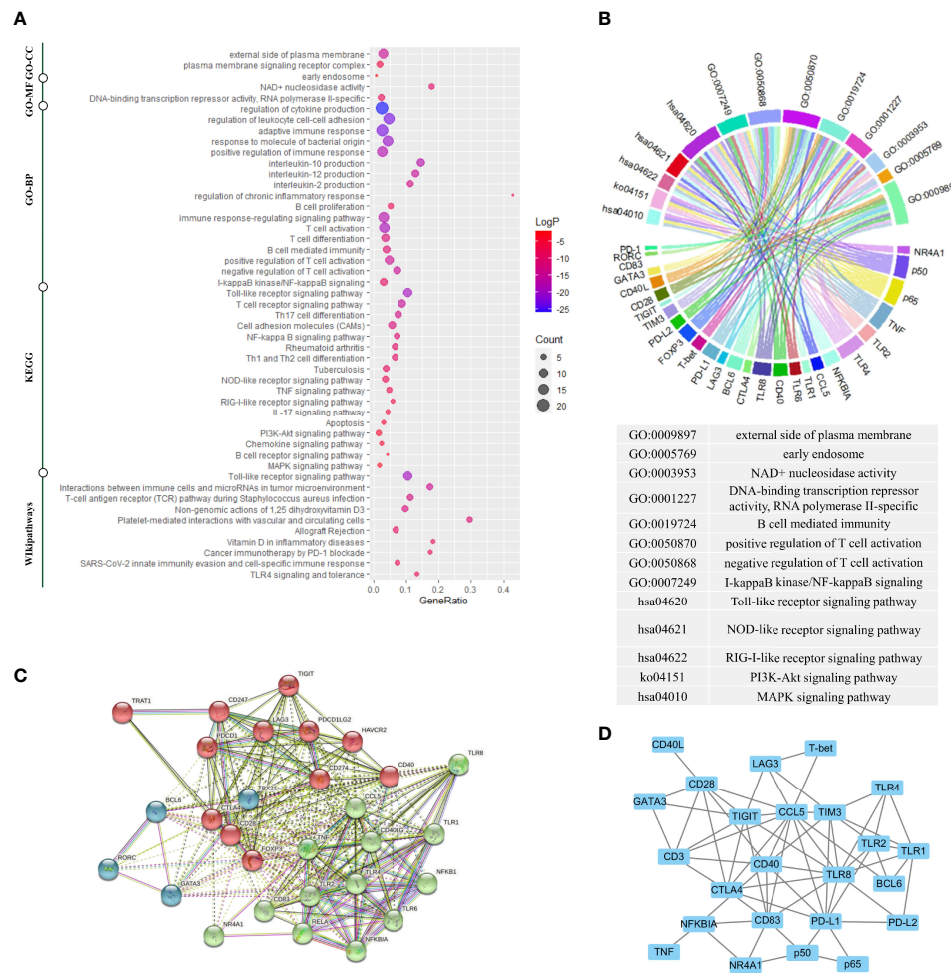 A
GO-CC
GO-MF
GO-BP
KEGG
WIkipathways
external side of plasma membrane
plasma membrane signaling receptor complex
early endosome
NAD+ nucleosidase activity
DNA-binding transcription repressor activity, RNA polymerase II-specific
regulation of cytokine production
regulation of leukocyte cell-cell adhesion
adaptive immune response
response to molecule of bacterial origin
positive regulation of immune response
interleukin-10 production
interleukin-12 production
interleukin-2 production
regulation of chronic inflammatory response
B cell proliferation
immune response-regulating signaling pathway
T cell activation
T cell differentiation
B cell mediated immunity
positive regulation of T cell activation
negative regulation of T cell activation
I-kappaB kinase/NF-kappaB signaling
Toll-like receptor signaling pathway
T cell receptor signaling pathway
Th17 cell differentiation
Cell adhesion molecules (CAMs)
NF-kappa B signaling pathway
Rheumatoid arthritis
Th1 and Th2 cell differentiation
Tuberculosis
NOD-like receptor signaling pathway
TNF signaling pathway
RIG-I-like receptor signaling pathway
IL-17 signaling pathway
Apoptosis
PI3K-Akt signaling pathway
Chemokine signaling pathway
B cell receptor signaling pathway
MAPK signaling pathway
Toll-like receptor signaling pathway
Interactions between immune cells and microRNAs in tumor microenvironment
T-cell antigen receptor (TCR) pathway during Staphylococcus aureus infection
Non-genomic actions of 1,25 dihydroxyvitamin D3
Platelet-mediated interactions with vascular and circulating cells
Allograft Rejection
Vitamin D in inflammatory diseases
Cancer immunotherapy by PD-1 blockade
SARS-CoV-2 innate immunity evasion and cell-specific immune response
TLR4 signaling and tolerance
0.0 0.1 0.2 0.3 0.4
GeneRatio
LogP
-5
-10
-15
-20
-25
Count
5
10
15
20
B
hsa04010
ko04151
hsa04622
hsa04621
hsa04620
GO:0007249
GO:0050868
GO:0050870
GO:0019724
GO:0001227
GO:0003953
GO:0005769
NR4A1
p50
p65
TNF
TLR2
TLR4
NFKBIA
CCL5
TLR1
TLR6
CD40
TLR8
CTLA4
BCL6
LAG3
PD-L1
T-bet
FOXP3
PD-L2
TIM3
TIGIT
CD28
CD40L
GATA3
CD83
RORC
PD-1
GO:0009897 external side of plasma membrane
GO:0005769 early endosome
GO:0003953 NAD+ nucleosidase activity
GO:0001227 DNA-binding transcription repressor
activity, RNA polymerase II-specific
GO:0019724 B cell mediated immunity
GO:0050870 positive regulation of T cell activation
GO:0050868 negative regulation of T cell activation
GO:0007249 I-kappaB kinase/NF-kappaB signaling
hsa04620 Toll-like receptor signaling pathway
hsa04621 NOD-like receptor signaling pathway
hsa04622 RIG-I-like receptor signaling pathway
ko04151 PI3K-Akt signaling pathway
hsa04010 MAPK signaling pathway
C
TIGIT
TRAT1
CD247
LAG3
PDCD1LG2
PDCD1
HAVCR2
TLR8
CD274
CD40
BCL6
CCL5
CTLA4
CD28
TNF
CD40LG
TLR1
RORC
FOXP3
GATA3
TLR2
TLR4
NFKB1
CD83
TLR6
NR4A1
RELA
NFKBIA
D
CD40L
T-bet
LAG3
CD28
TLR4
GATA3
TIGIT
CCL5
TIM3
TLR2
TLR1
CD3
CD40
TLR8
BCL6
CTLA4
NFKBIA
CD83
PD-L1
PD-L2
TNF
NR4A1
p50
p65